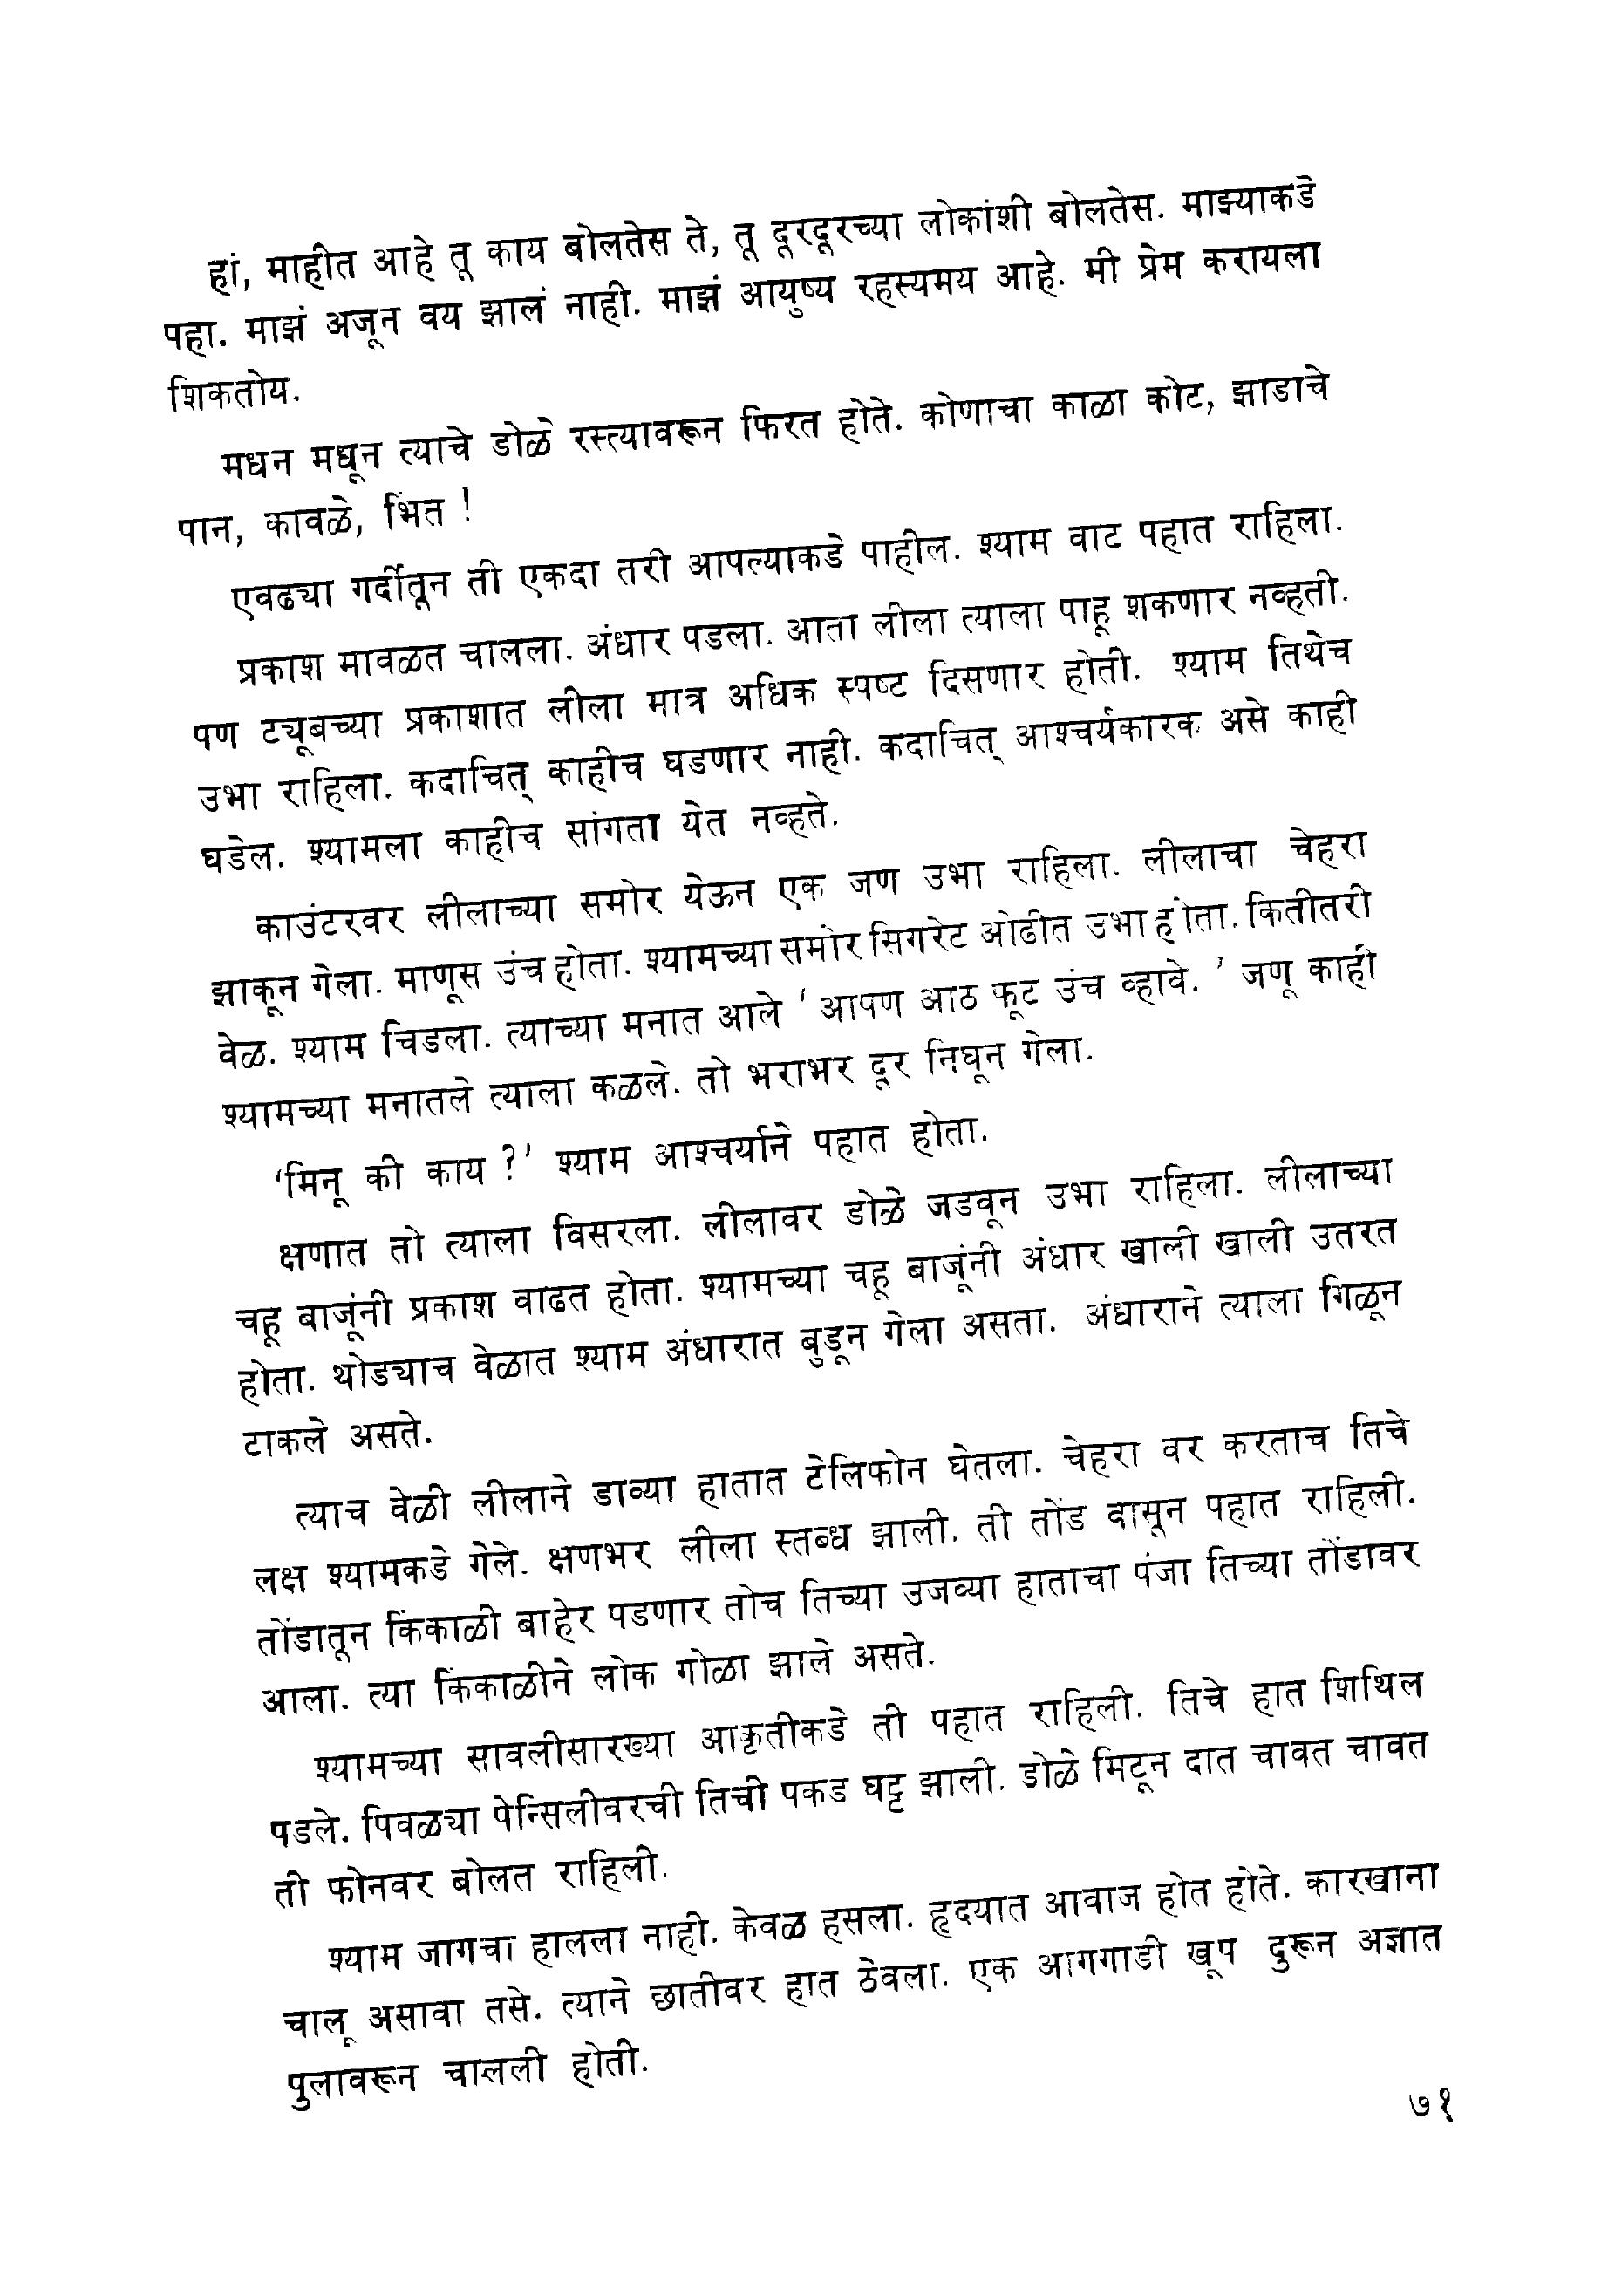 हां, माहीत आहे तू काय बोलतेस ते, तू दूरदूरच्या लोकांशी बोलतेस. माझ्याकडे
पहा. माझं अजून वय झालं नाही. माझं आयुष्य रहस्यमय आहे. मी प्रेम करायला
शिकतोय.
मधन मधून त्याचे डोळे रस्त्यावरून फिरत होते. कोणाचा काळा कोट, झाडाचे
पान, कावळे, भिंत !
एवढ्या गर्दीतून ती एकदा तरी आपल्याकडे पाहील. श्याम वाट पहात राहिला.
प्रकाश मावळत चालला. अंधार पडला. आता लीला त्याला पाहू शकणार नव्हती.
पण ट्यूबच्या प्रकाशात लीला मात्र अधिक स्पष्ट दिसणार होती. श्याम तिथेच
उभा राहिला. कदाचित् काहीच घडणार नाही. कदाचित् आश्चर्यकारक असे काही
घडेल. श्यामला काहीच सांगता येत नव्हते.
काउंटरवर लीलाच्या समोर येऊन एक जण उभा राहिला. लीलाचा चेहरा
झाकून गेला. माणूस उंच होता. श्यामच्या समोर सिगरेट ओढीत उभा होता. कितीतरी
वेळ. श्याम चिडला. त्याच्या मनात आले ‘ आपण आठ फूट उंच व्हावे. ’ जणू काही
श्यामच्या मनातले त्याला कळले. तो भराभर दूर निघून गेला.
‘मिनू की काय ?’ श्याम आश्चर्याने पहात होता.
क्षणात तो त्याला विसरला. लीलावर डोळे जडवून उभा राहिला. लीलाच्या
चहू बाजूंनी प्रकाश वाढत होता. श्यामच्या चहू बाजूंनी अंधार खाली खाली उतरत
होता. थोड्याच वेळात श्याम अंधारात बुडून गेला असता. अंधाराने त्याला गिळून
टाकले असते.
त्याच वेळी लीलाने डाव्या हातात टेलिफोन घेतला. चेहरा वर करताच तिचे
लक्ष श्यामकडे गेले. क्षणभर लीला स्तब्ध झाली. ती तोंड वासून पहात राहिली.
तोंडातून किंकाळी बाहेर पडणार तोच तिच्या उजव्या हाताचा पंजा तिच्या तोंडावर
आला. त्या किंकाळीने लोक गोळा झाले असते.
श्यामच्या सावलीसारख्या आकृतीकडे ती पहात राहिली. तिचे हात शिथिल
पडले. पिवळ्या पेन्सिलीवरची तिची पकड घट्ट झाली. डोळे मिटून दात चावत चावत
ती फोनवर बोलत राहिली.
श्याम जागचा हालला नाही. केवळ हसला. हृदयात आवाज होत होते. कारखाना
चालू असावा तसे. त्याने छातीवर हात ठेवला. एक आगगाडी खूप दुरून अज्ञात
पुलावरून चालली होती.
७१